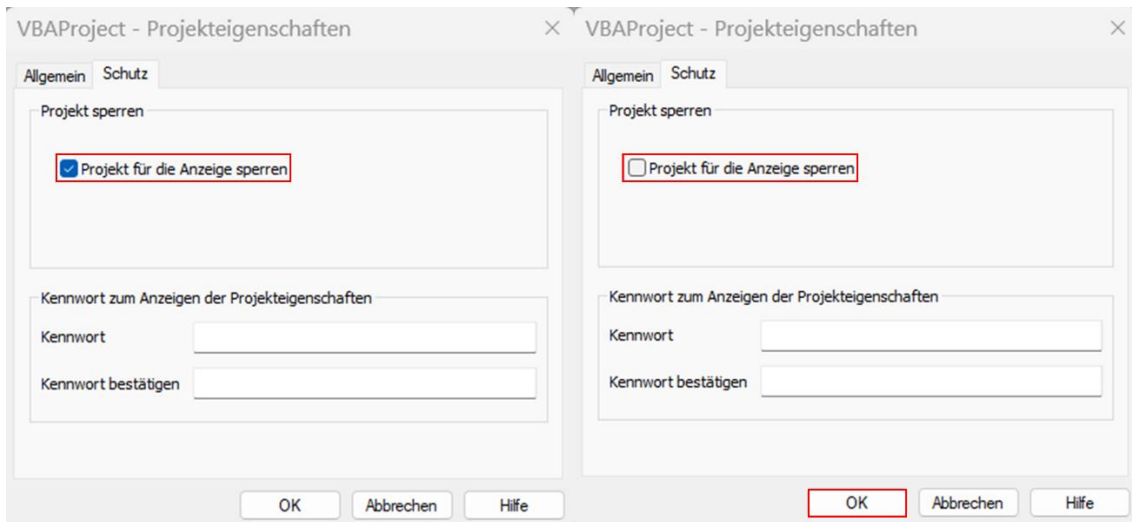 VBAProject - Projekteigenschaften
Allgemein Schutz
Projekt sperren
Projekt für die Anzeige sperren
Kennwort zum Anzeigen der Projekteigenschaften
Kennwort
Kennwort bestätigen
OK Abbrechen Hilfe
VBAProject - Projekteigenschaften
Allgemein Schutz
Projekt sperren
Projekt für die Anzeige sperren
Kennwort zum Anzeigen der Projekteigenschaften
Kennwort
Kennwort bestätigen
OK Abbrechen Hilfe